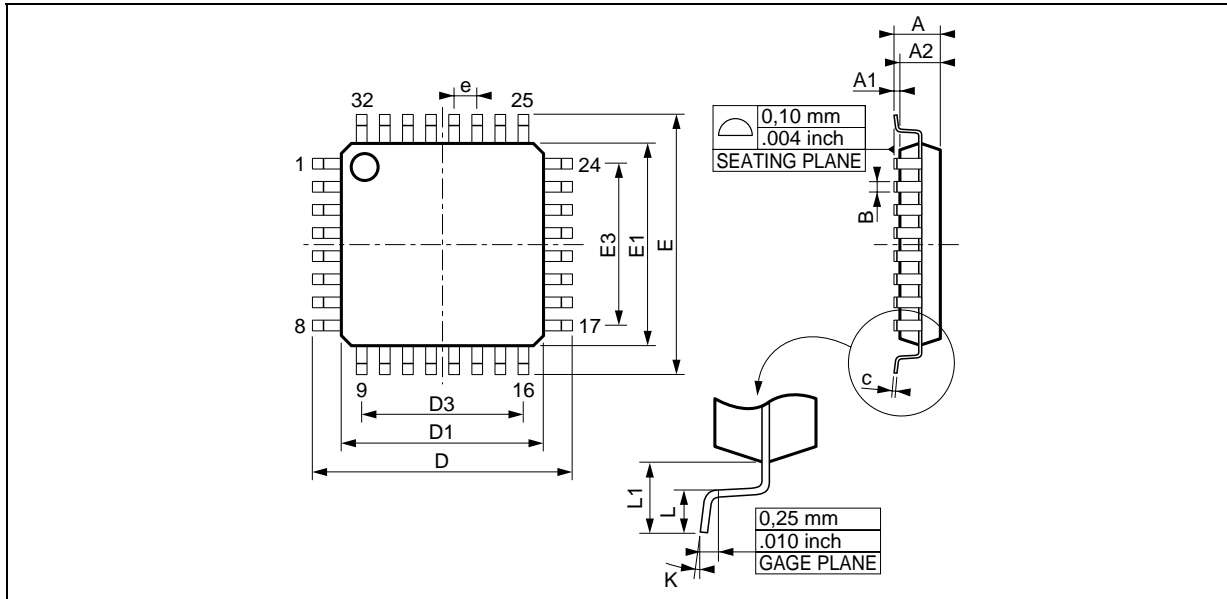 A
A2
A1
e
32
25
0,10 mm
.004 inch
SEATING PLANE
1
24
B
E3
E1
E
8
17
9
16
c
D3
D1
D
L1
L
0,25 mm
.010 inch
GAGE PLANE
K